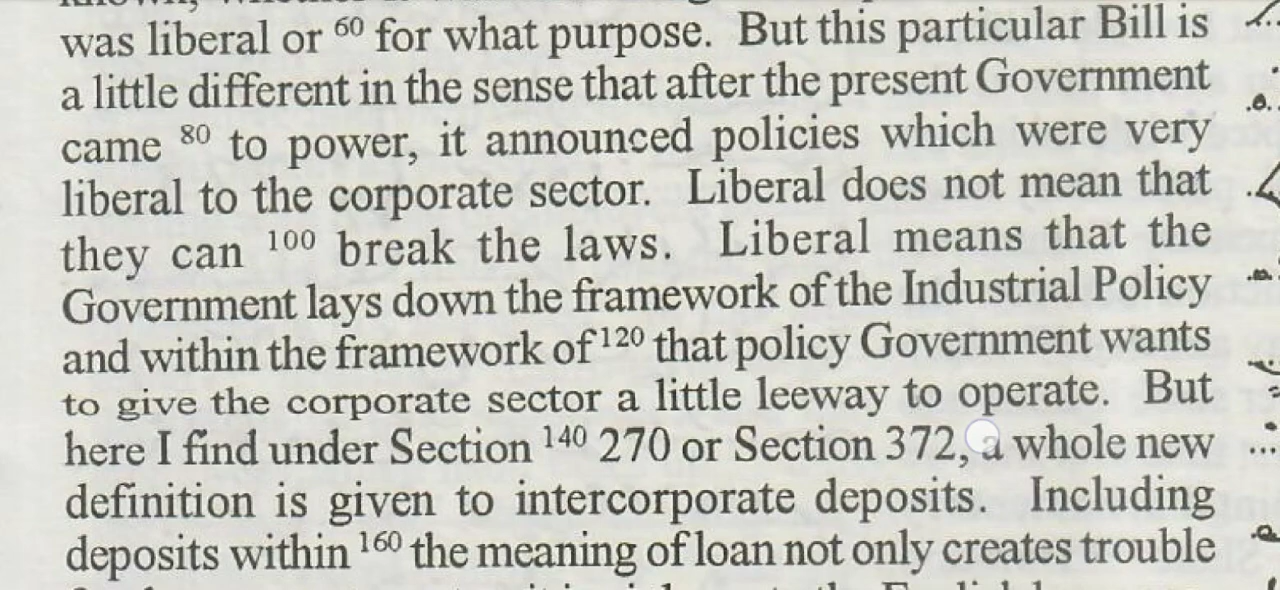 was liberal or 60 for what purpose. But this particular Bill is
a little different in the sense that after the present Government
came 80 to power, it announced policies which were very
liberal to the corporate sector. Liberal does not mean that
they can 100 break the laws. Liberal means that the
Government lays down the framework of the Industrial Policy
and within the framework of 120 that policy Government wants
to give the corporate sector a little leeway to operate. But
here I find under Section 140 270 or Section 372, a whole new
definition is given to intercorporate deposits. Including
deposits within 160 the meaning of loan not only creates trouble